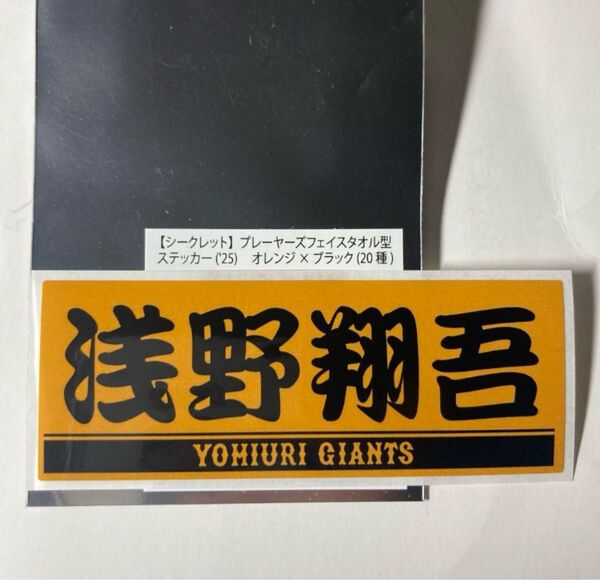 【シークレット】プレーヤーズフェイスタオル型
ステッカー('25) オレンジ×ブラック(20種)
浅野翔吾
YOHIURI GIANTS